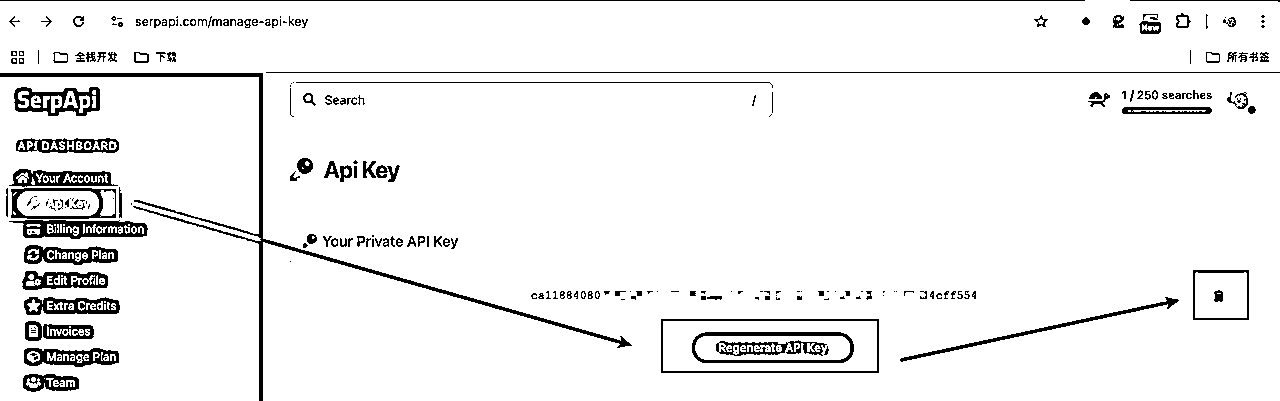 serpapi.com/manage-api-key
New
全栈开发
下载
所有书签
SerpApi
Search
/
1 / 250 searches
API DASHBOARD
Your Account
Api Key
Billing Information
Change Plan
Edit Profile
Extra Credits
Invoices
Manage Plan
Team
Api Key
Your Private API Key
ca11884080
4cff554
Regenerate API Key